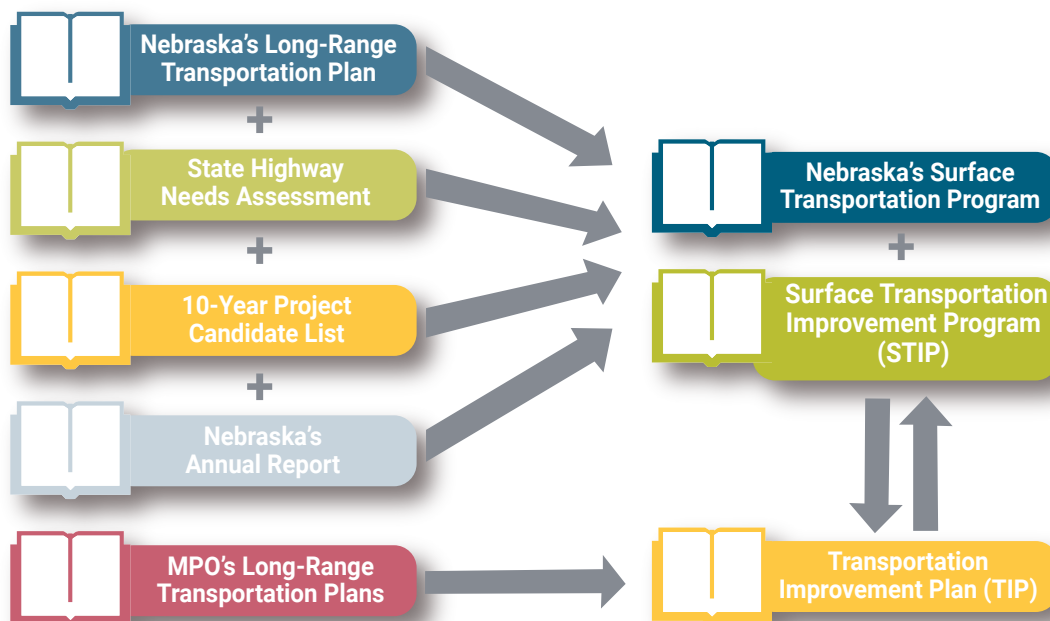 Nebraska's Long-Range
Transportation Plan
+
State Highway
Needs Assessment
+
10-Year Project
Candidate List
+
Nebraska's
Annual Report
MPO's Long-Range
Transportation Plans
Nebraska's Surface
Transportation Program
+
Surface Transportation
Improvement Program
(STIP)
Transportation
Improvement Plan (TIP)